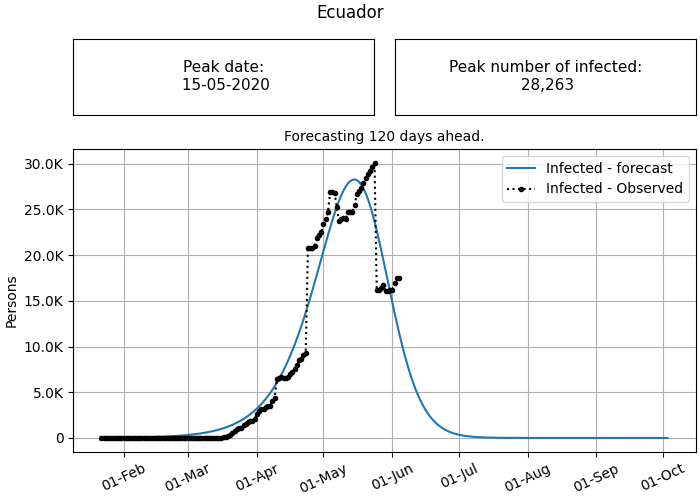 Ecuador
Peak date:
15-05-2020
Peak number of infected:
28,263
Forecasting 120 days ahead.
Infected - forecast
Infected - Observed
30.0K
25.0K
20.0K
15.0K
10.0K
5.0K
0
Persons
01-Feb
01-Mar
01-Apr
01-May
01-Jun
01-Jul
01-Aug
01-Sep
01-Oct